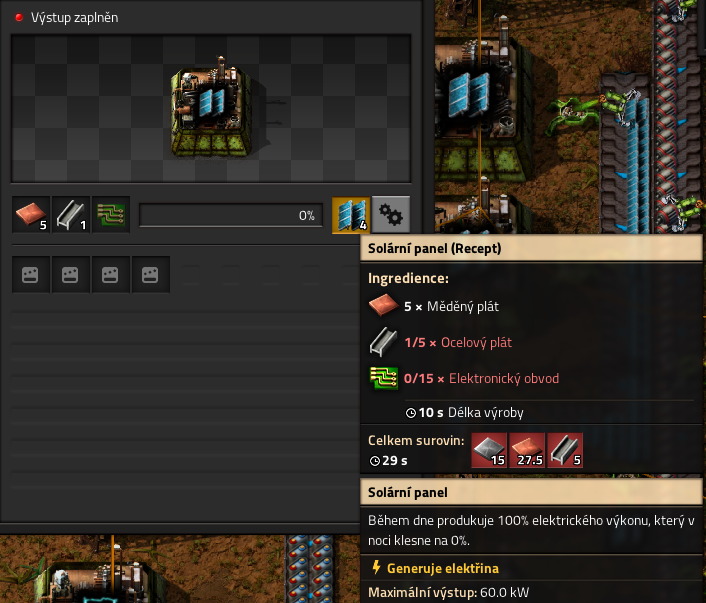 Výstup zaplněn
5
1
0%
4
Solární panel (Recept)
Ingredience:
5 × Měděný plát
1/5 × Ocelový plát
0/15 × Elektronický obvod
10 s Délka výroby
Celkem surovin:
29 s
15
27.5
5
Solární panel
Během dne produkuje 100% elektrického výkonu, který v
noci klesne na 0%.
Generuje elektřina
Maximální výstup: 60.0 kW